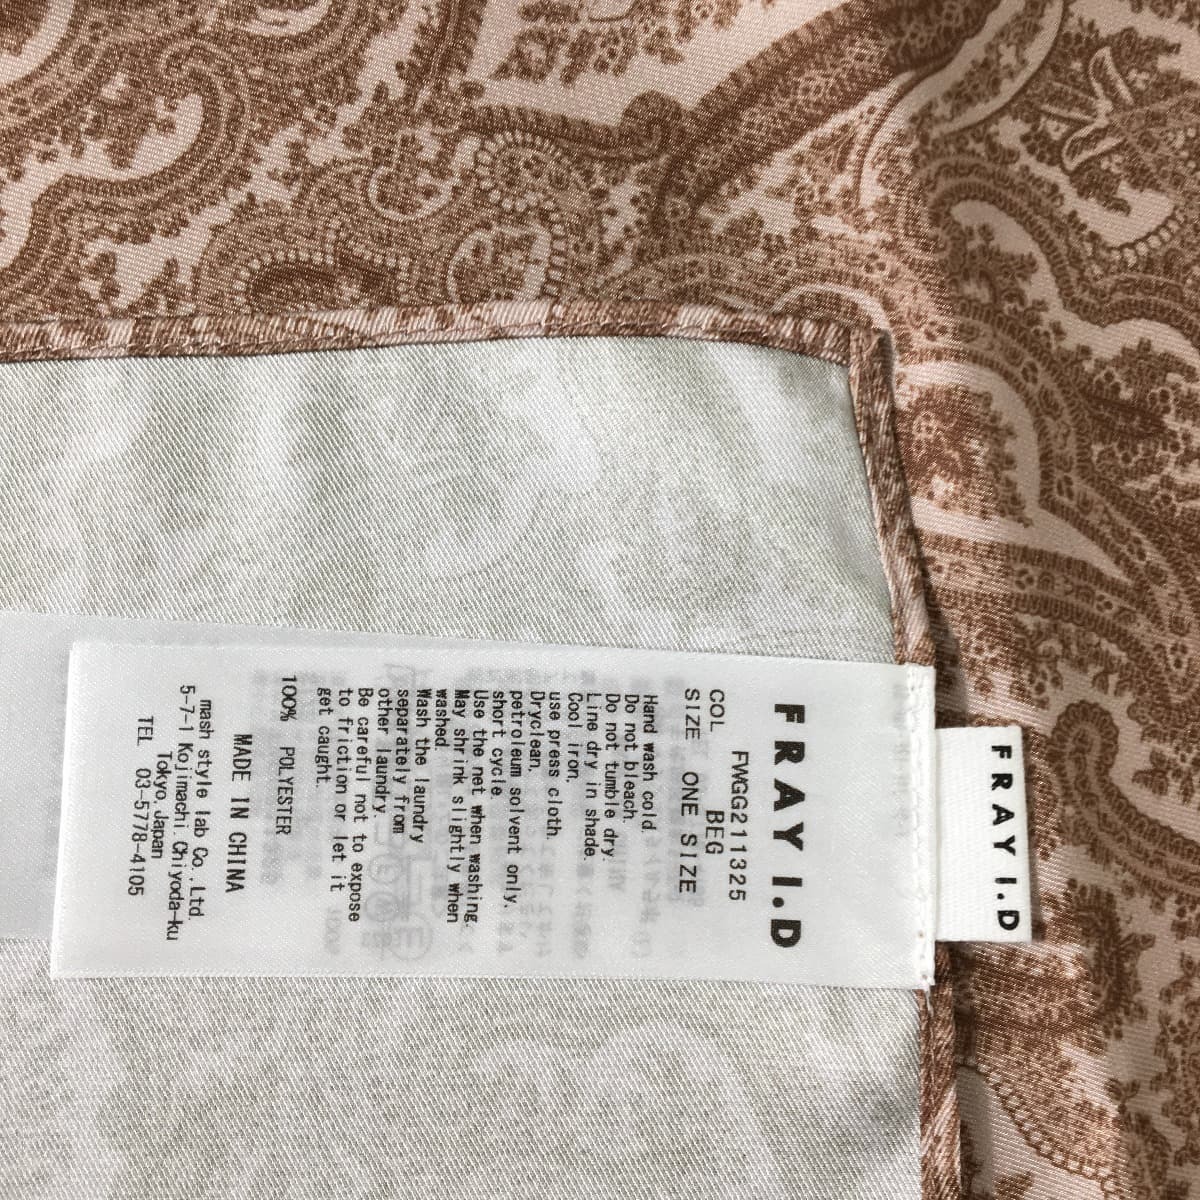 FRAY I.D
FRAY I.D
FWGG211325
COL BEG
SIZE ONE SIZE
Hand wash cold.
Do not bleach.
Do not tumble dry.
Line dry in shade.
Cool iron.
use press cloth.
Dryclean,
petroleum solvent only.
short cycle.
Use the net when washing.
May shrink slightly when
washed.
Wash the laundry
separately from
other laundry.
Be careful not to expose
to friction or let it
get caught.
100% POLYESTER
MADE IN CHINA
mash style lab Co.,Ltd.
5-7-1 Kojimachi Chiyoda-ku
Tokyo,Japan
TEL 03-5778-4105